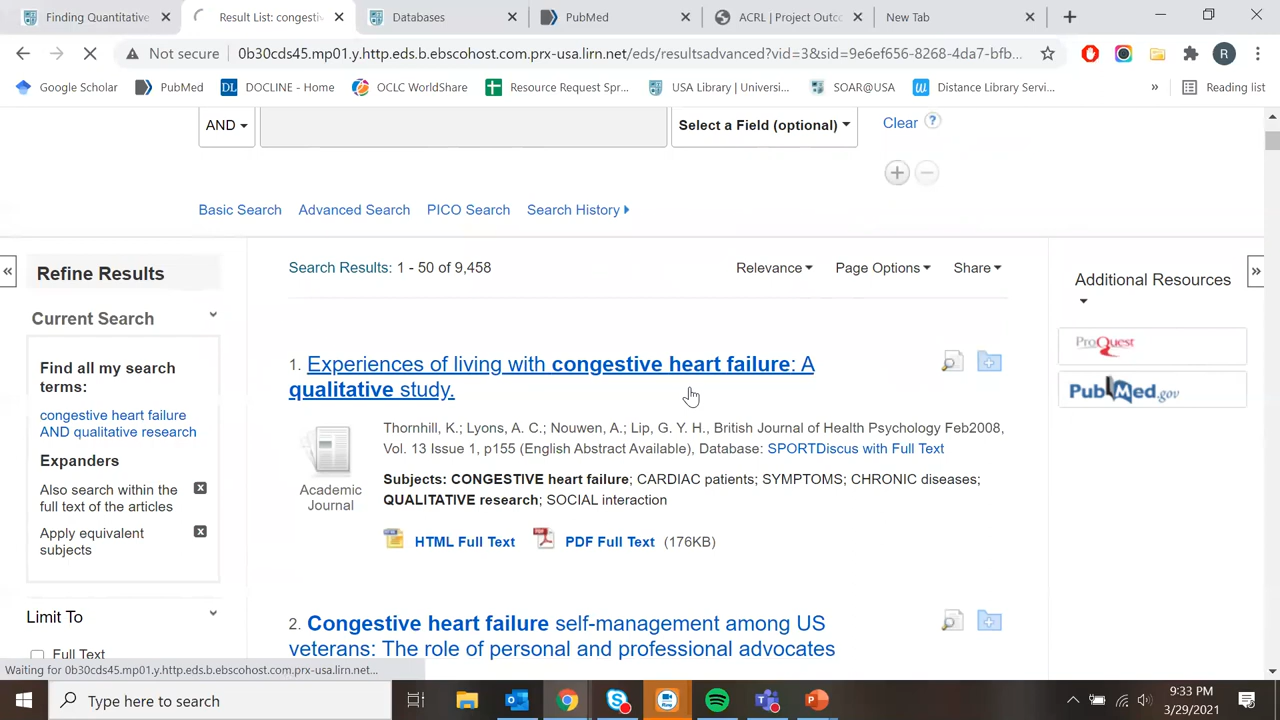 Finding Quantitative
Result List: congesti
Databases
PubMed
ACRL | Project Outco
New Tab
Not secure
0b30cds45.mp01.y.http.eds.b.ebscohost.com.prx-usa.lirn.net/eds/resultsadvanced?vid=3&sid=9e6ef656-8268-4da7-bfb...
R
Google Scholar
PubMed
DL DOCLINE - Home
OCLC WorldShare
Resource Request Spr...
USA Library | Universi...
SOAR@USA
Distance Library Servi...
»
Reading list
AND
Select a Field (optional)
Clear ?
Basic Search
Advanced Search
PICO Search
Search History
«
Refine Results
Search Results: 1 - 50 of 9,458
Relevance
Page Options
Share
Additional Resources
»
Current Search
Find all my search
terms:
congestive heart failure
AND qualitative research
Expanders
Also search within the
full text of the articles
Apply equivalent
subjects
Limit To
Full Text
1. Experiences of living with congestive heart failure: A
qualitative study.
Academic
Journal
Thornhill, K.; Lyons, A. C.; Nouwen, A.; Lip, G. Y. H., British Journal of Health Psychology Feb2008,
Vol. 13 Issue 1, p155 (English Abstract Available), Database: SPORTDiscus with Full Text
Subjects: CONGESTIVE heart failure; CARDIAC patients; SYMPTOMS; CHRONIC diseases;
QUALITATIVE research; SOCIAL interaction
HTML Full Text
PDF Full Text (176KB)
2. Congestive heart failure self-management among US
veterans: The role of personal and professional advocates
ProQuest
PubMed.gov
Waiting for 0b30cds45.mp01.y.http.eds.b.ebscohost.com.prx-usa.lirn.net...
Type here to search
9:33 PM
3/29/2021